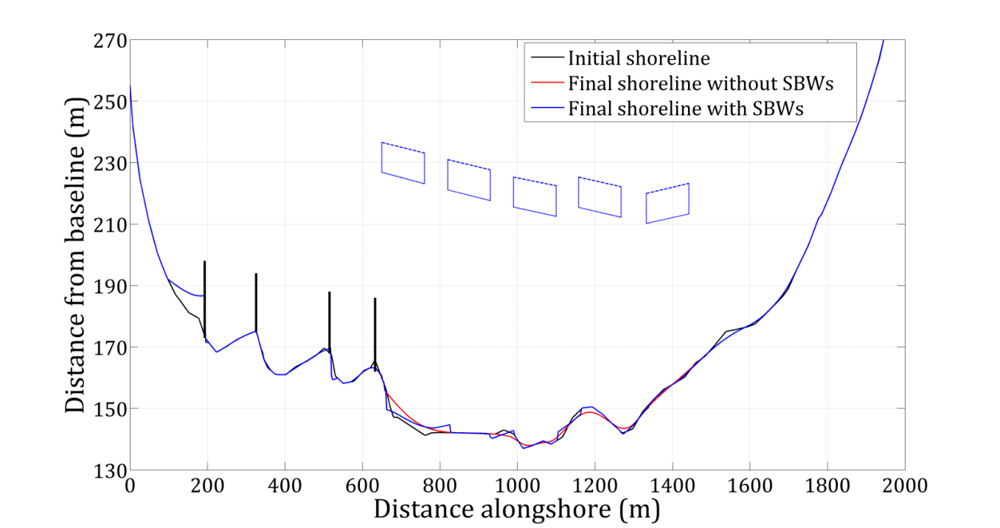 270
250
230
210
190
170
150
130
Distance from baseline (m)
Initial shoreline
Final shoreline without SBWs
Final shoreline with SBWs
0 200 400 600 800 1000 1200 1400 1600 1800 2000
Distance alongshore (m)